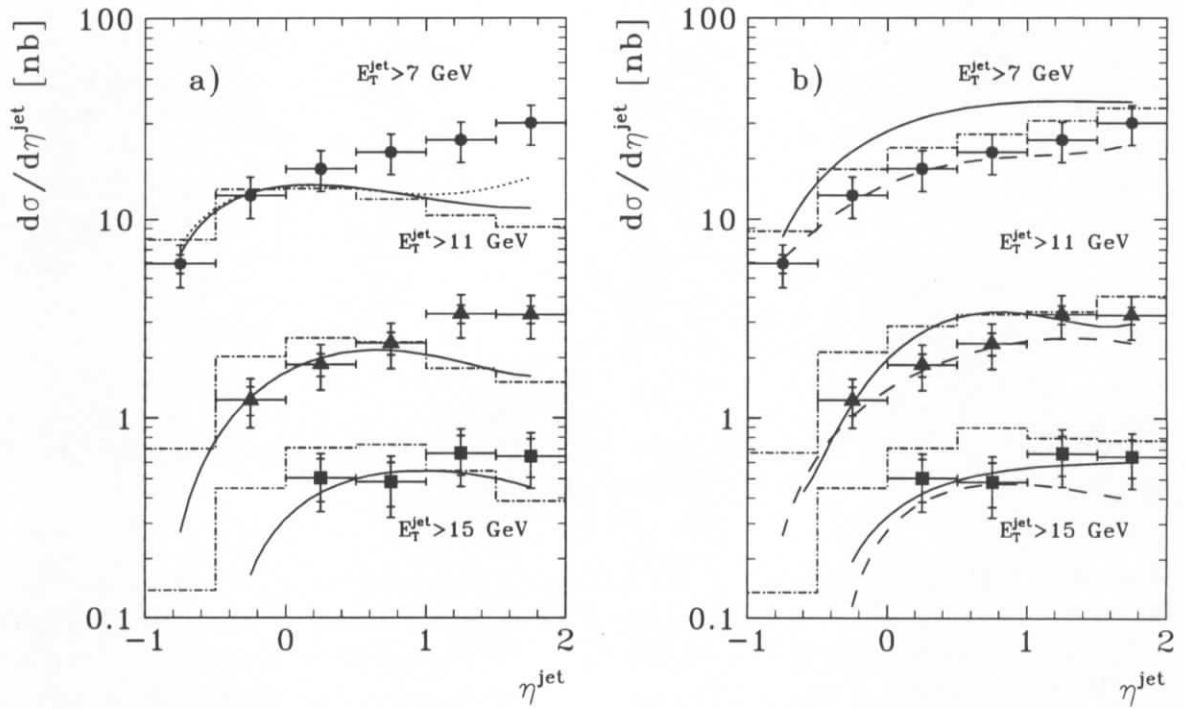 dσ/dη^jet [nb]
100
10
1
0.1
a)
E_T^jet>7 GeV
E_T^jet>11 GeV
E_T^jet>15 GeV
-1 0 1 2
η^jet
dσ/dη^jet [nb]
100
10
1
0.1
b)
E_T^jet>7 GeV
E_T^jet>11 GeV
E_T^jet>15 GeV
-1 0 1 2
η^jet